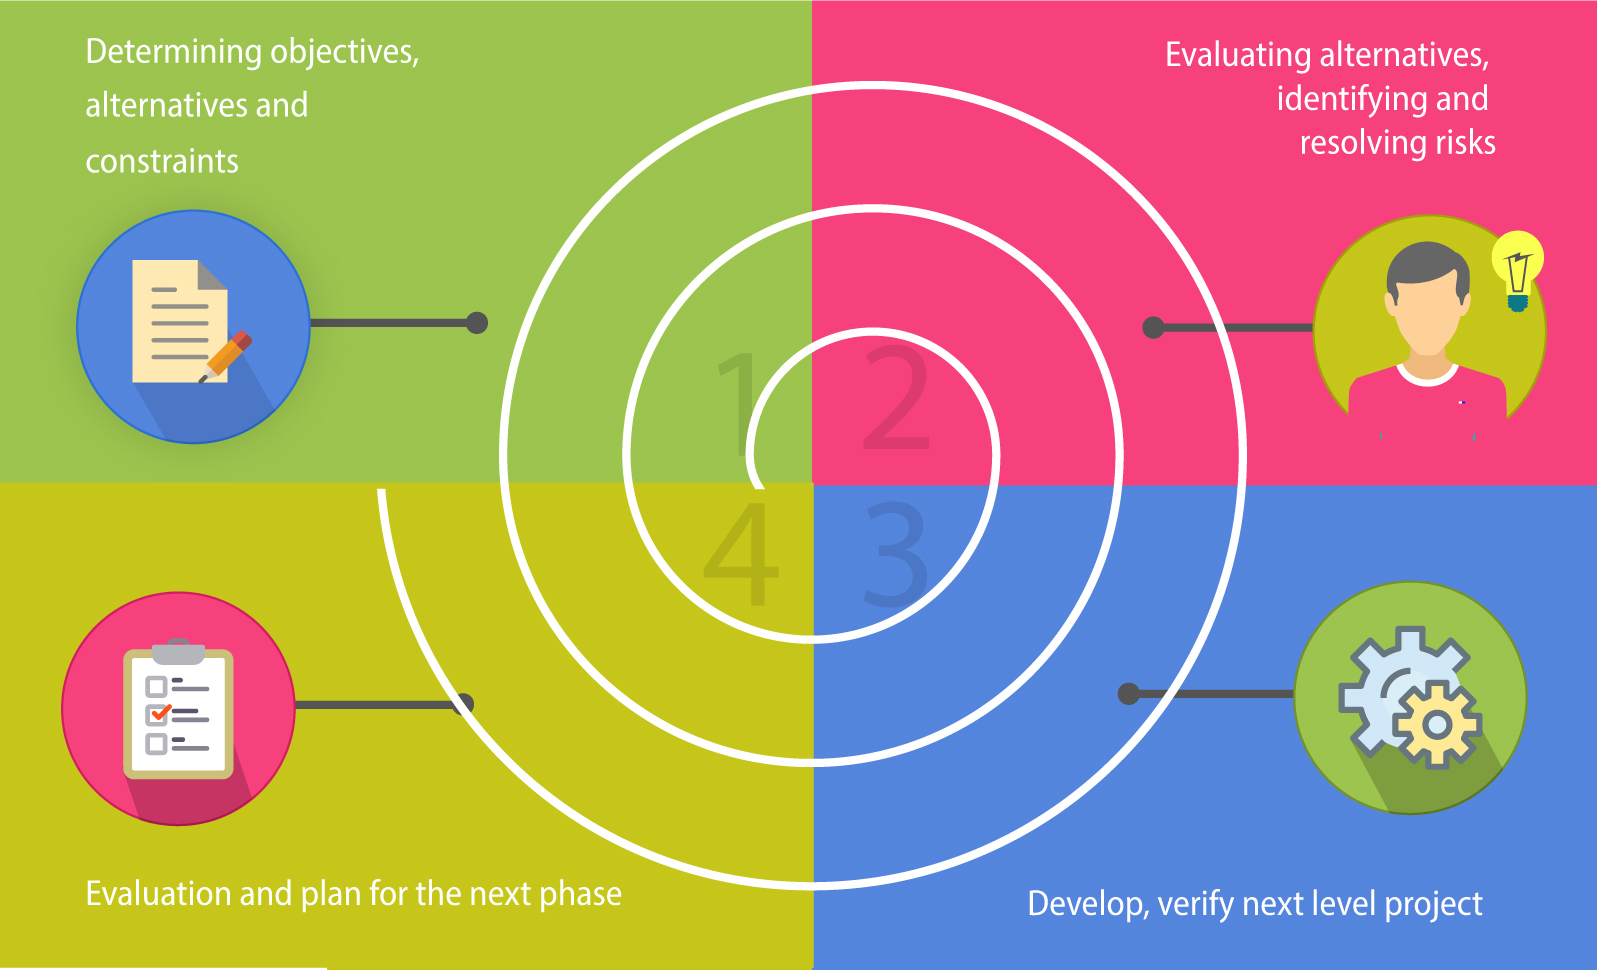 Determining objectives,
alternatives and
constraints
Evaluating alternatives,
identifying and
resolving risks
1
2
4
3
Evaluation and plan for the next phase
Develop, verify next level project